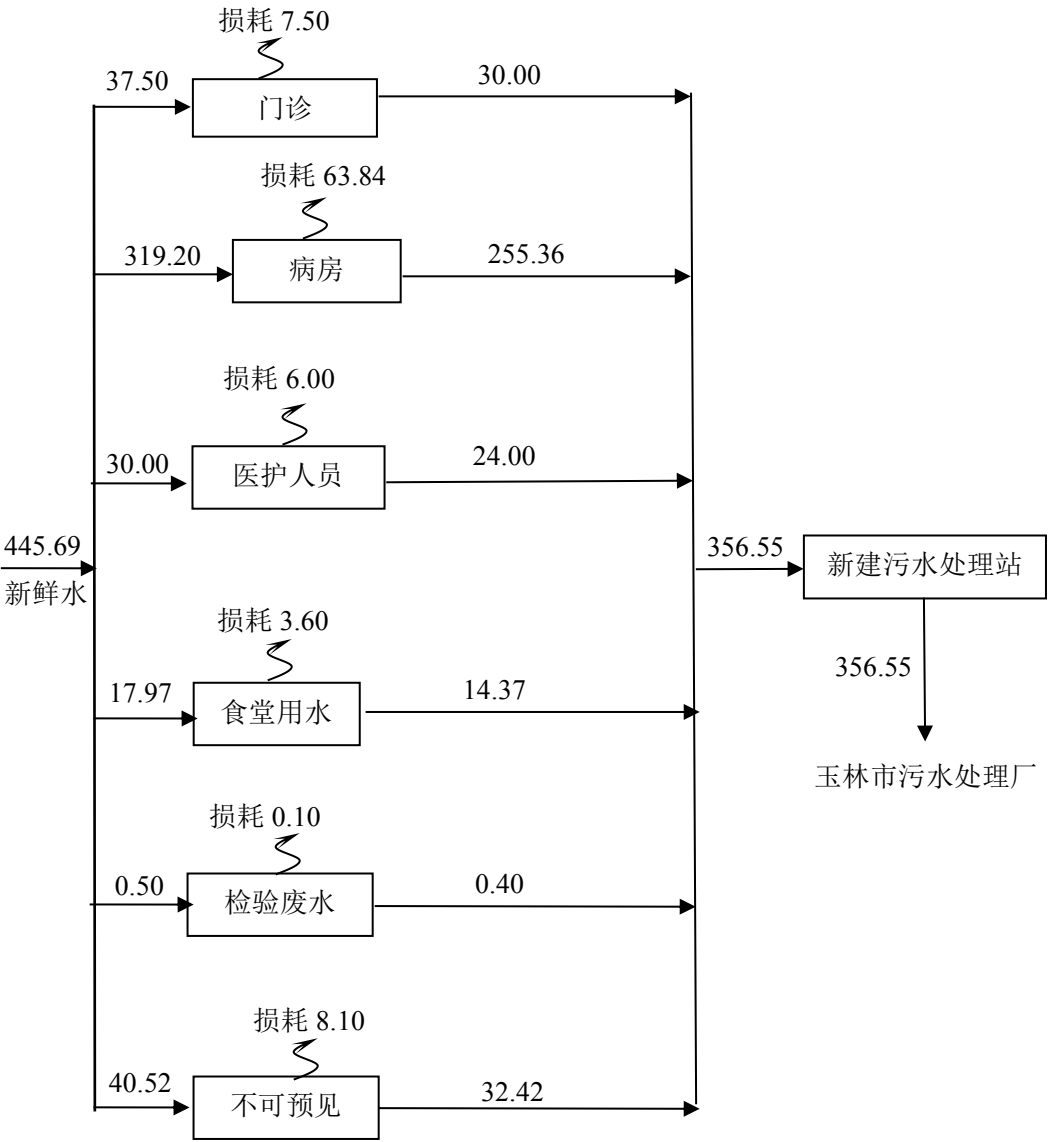 损耗 7.50
37.50
30.00
门诊
损耗 63.84
319.20
255.36
病房
损耗 6.00
30.00
24.00
医护人员
445.69
新鲜水
356.55
新建污水处理站
损耗 3.60
17.97
14.37
食堂用水
356.55
玉林市污水处理厂
损耗 0.10
0.50
0.40
检验废水
损耗 8.10
40.52
32.42
不可预见